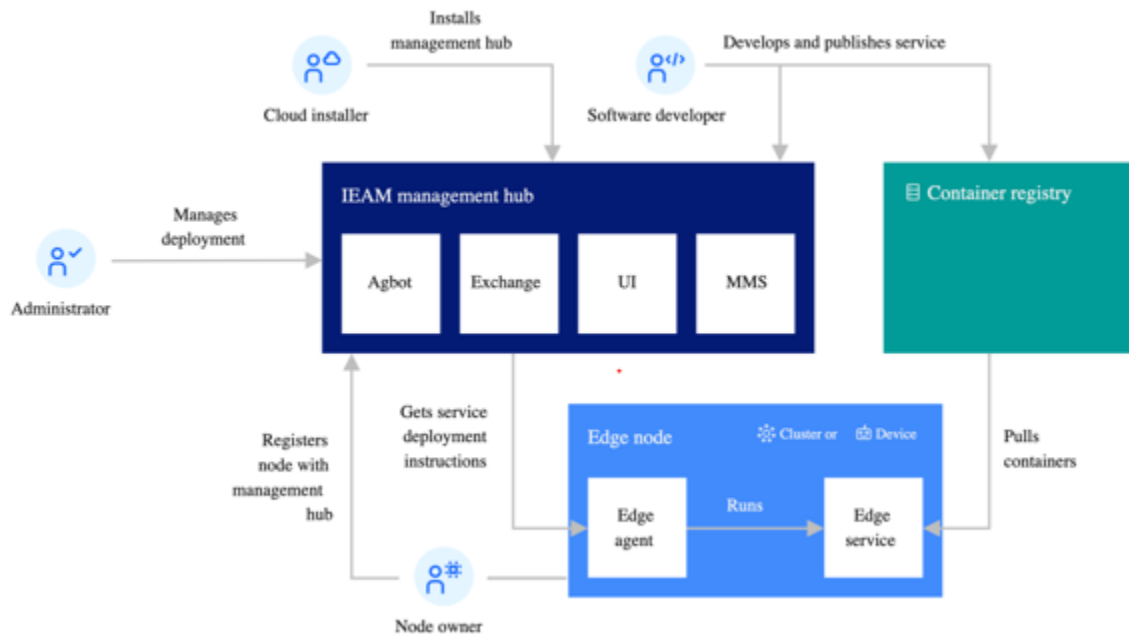 Installs
management hub
Develops and publishes service
Cloud installer
Software developer
IEAM management hub
Container registry
Manages
deployment
Agbot
Exchange
UI
MMS
Administrator
Gets service
deployment
instructions
Registers
node with
management
hub
Edge node
Cluster or
Device
Pulls
containers
Edge
agent
Runs
Edge
service
Node owner